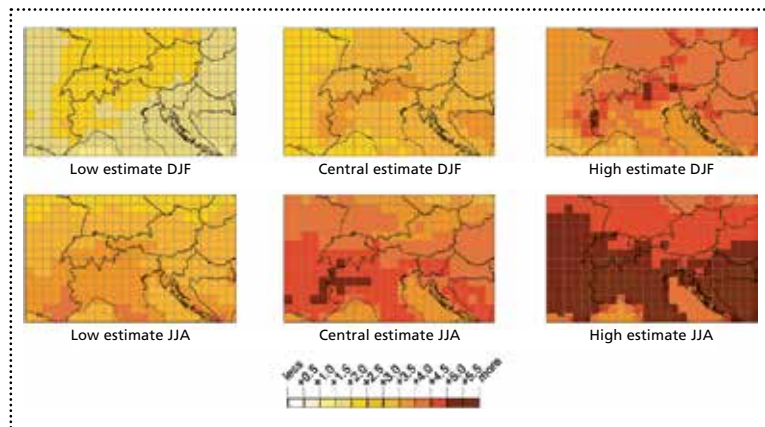 Low estimate DJF
Central estimate DJF
High estimate DJF
Low estimate JJA
Central estimate JJA
High estimate JJA
less +0.5 +1.0 +1.5 +2.0 +2.5 +3.0 +3.5 +4.0 +4.5 +5.0 +5.5 more